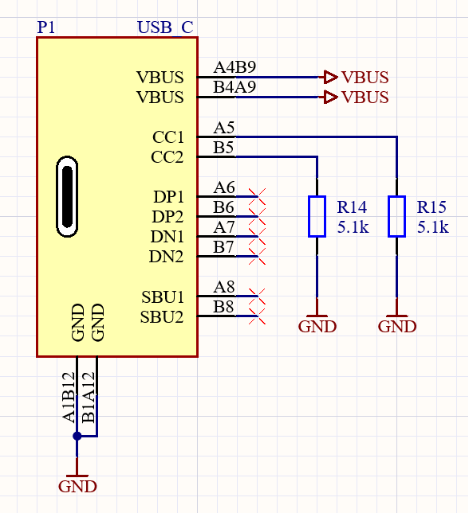 P1 USB_C
VBUS A4B9 VBUS
VBUS B4A9 VBUS
CC1 A5
CC2 B5
DP1 A6
DP2 B6
DN1 A7
DN2 B7
R14 R15
5.1k 5.1k
SBU1 A8
SBU2 B8
GND GND
GND GND
A1B12 B1A12
GND